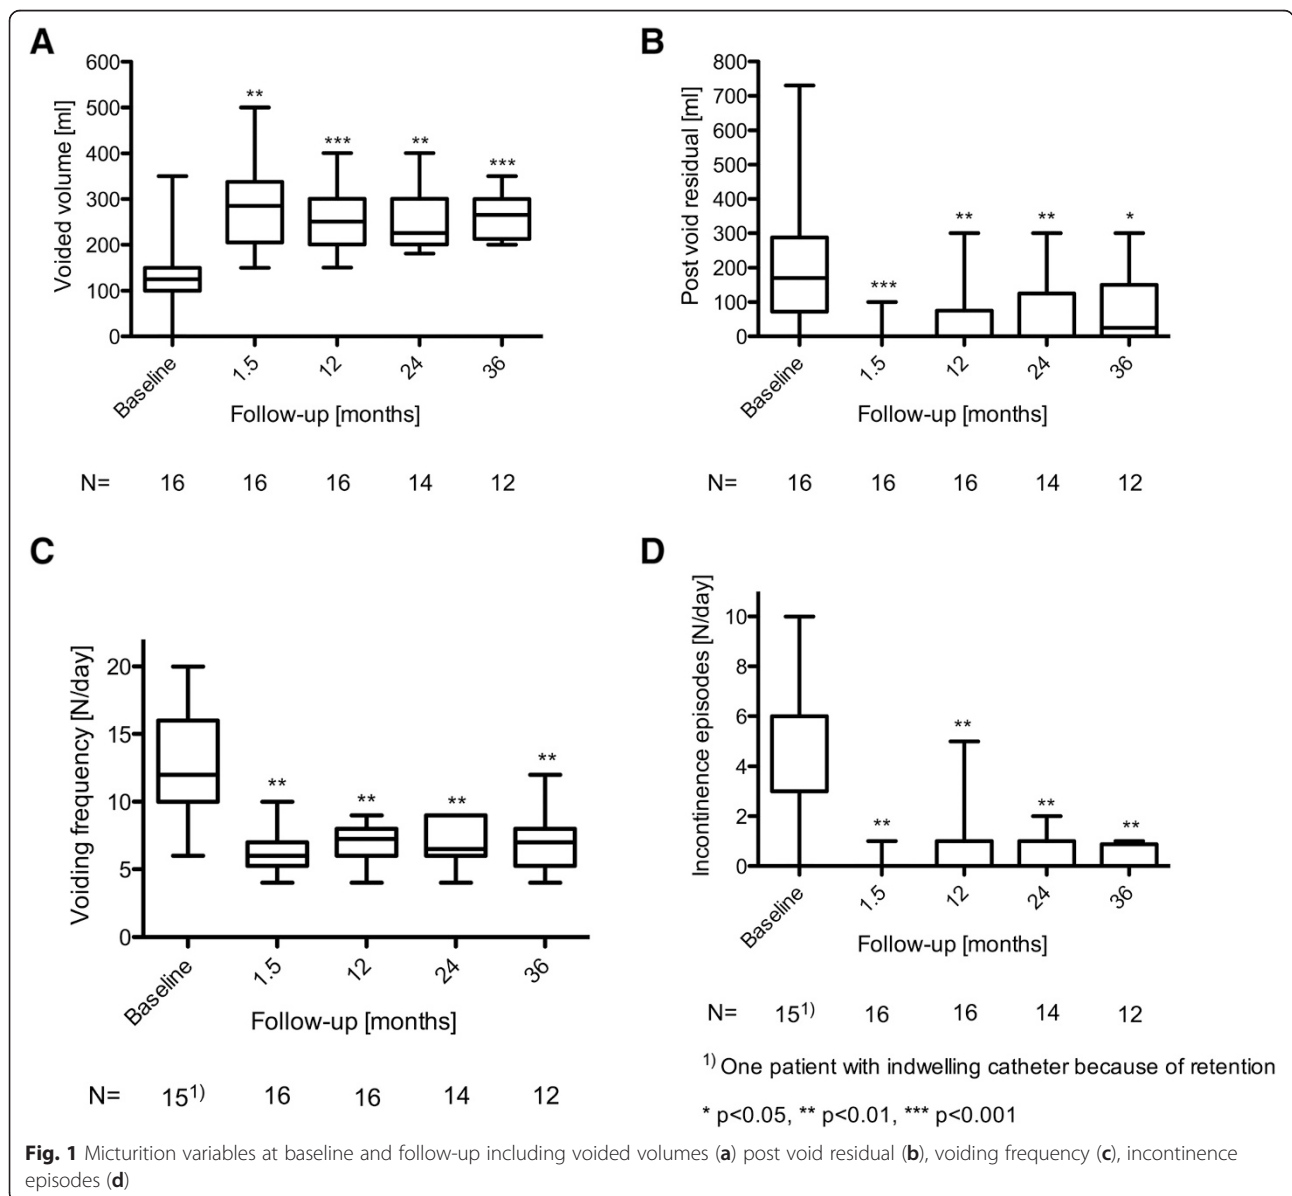 A
600
500
400
300
200
100
0
Voided volume [ml]
**
***
**
***
Baseline
1.5
12
24
36
Follow-up [months]
N= 16 16 16 14 12
B
800
700
600
500
400
300
200
100
0
Post void residual [ml]
***
**
**
*
Baseline
1.5
12
24
36
Follow-up [months]
N= 16 16 16 14 12
C
20
15
10
5
0
Voiding frequency [N/day]
**
**
**
**
Baseline
1.5
12
24
36
Follow-up [months]
N= 15¹⁾ 16 16 14 12
D
10
8
6
4
2
0
Incontinence episodes [N/day]
**
**
**
**
Baseline
1.5
12
24
36
Follow-up [months]
N= 15¹⁾ 16 16 14 12
¹⁾ One patient with indwelling catheter because of retention
* p<0.05, ** p<0.01, *** p<0.001
Fig. 1 Micturition variables at baseline and follow-up including voided volumes (a) post void residual (b), voiding frequency (c), incontinence
episodes (d)